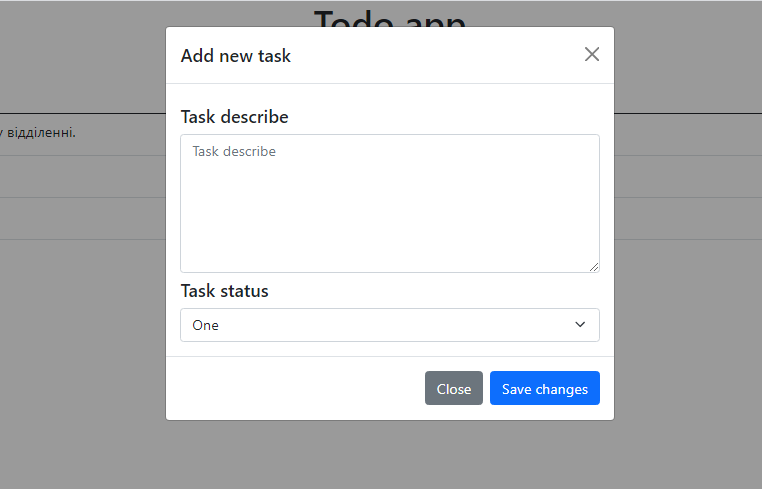 Todo app
Add new task
у відділенні.
Task describe
Task describe
Task status
One
Close
Save changes